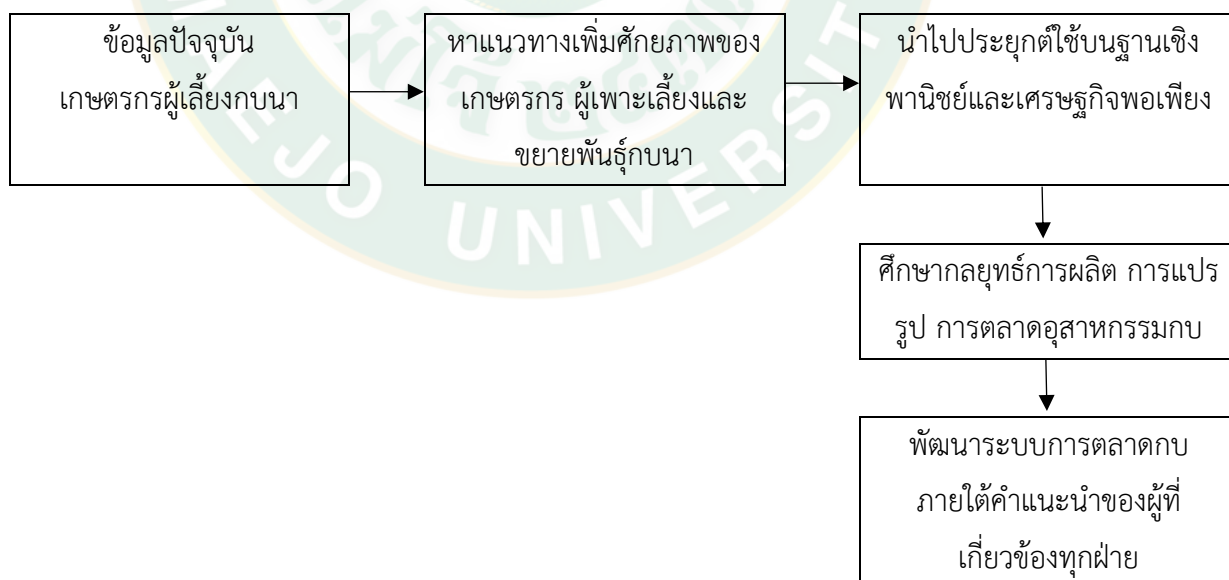 ข้อมูลปัจจุบัน
เกษตรกรผู้เลี้ยงกบนา
หาแนวทางเพิ่มศักยภาพของ
เกษตรกร ผู้เพาะเลี้ยงและ
ขยายพันธุ์กบนา
นำไปประยุกต์ใช้บนฐานเชิง
พานิชย์และเศรษฐกิจพอเพียง
ศึกษากลยุทธ์การผลิต การแปร
รูป การตลาดอุสาหกรรมกบ
พัฒนาระบบการตลาดกบ
ภายใต้คำแนะนำของผู้ที่
เกี่ยวข้องทุกฝ่าย
AEJO UNIVERSIT